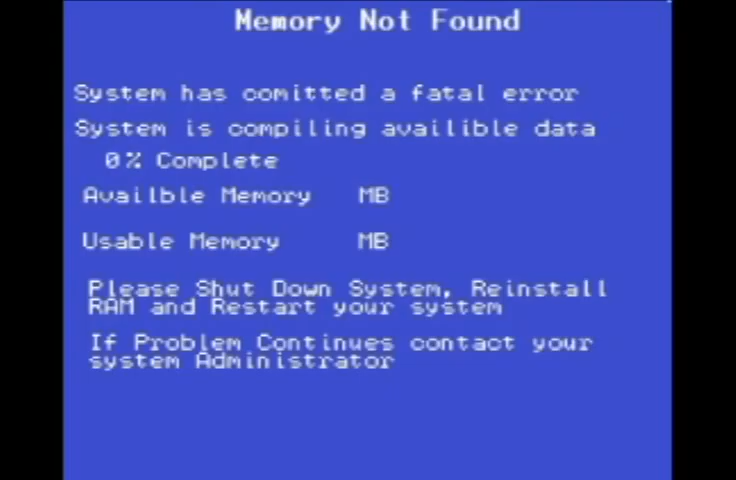 Memory Not Found
System has comitted a fatal error
System is compiling availible data
0% Complete
Availble Memory MB
Usable Memory MB
Please Shut Down System, Reinstall
RAM and Restart your system
If Problem Continues contact your
system Administrator